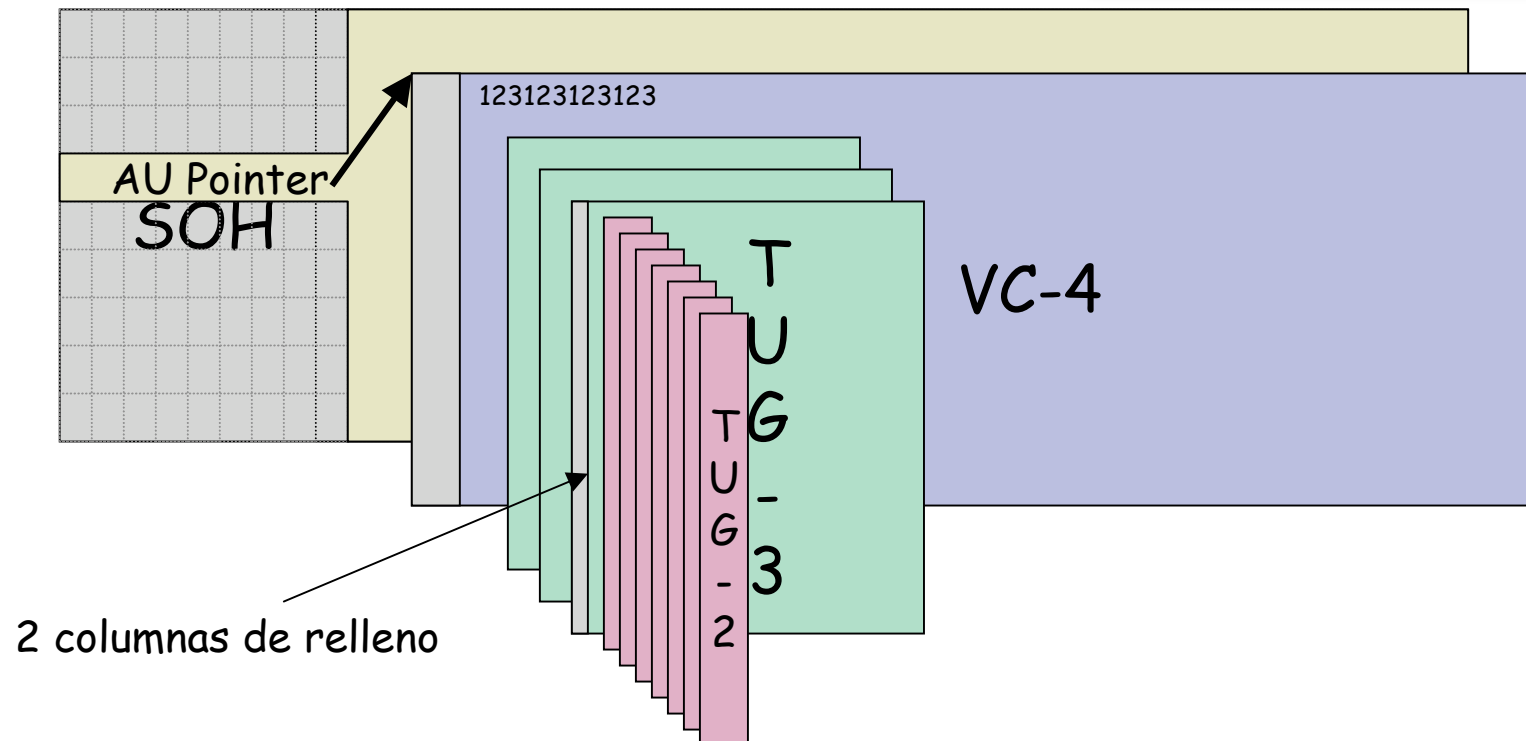 123123123123
AU Pointer
SOH
VC-4
T
U
G
-
3
T
U
G
-
2
2 columnas de relleno